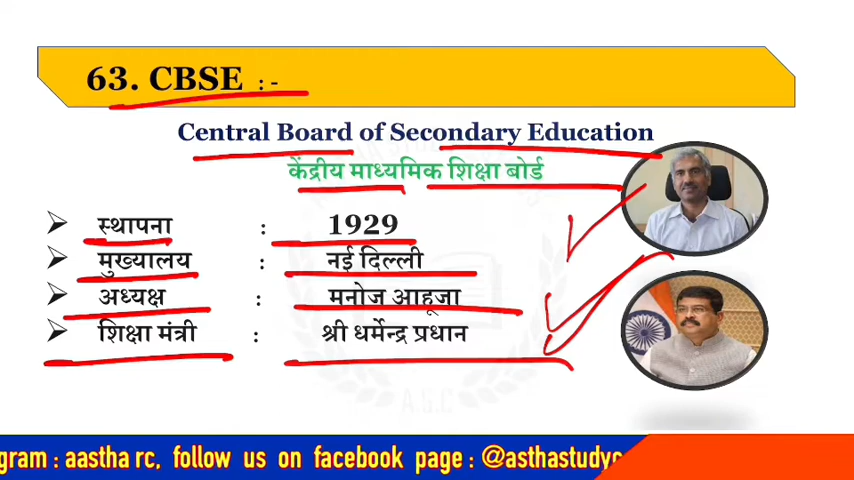 63. CBSE :-
Central Board of Secondary Education
केंद्रीय माध्यमिक शिक्षा बोर्ड
स्थापना : 1929
मुख्यालय : नई दिल्ली
अध्यक्ष : मनोज आहूजा
शिक्षा मंत्री : श्री धर्मेन्द्र प्रधान
A.S.C
gram : aastha rc, follow us on facebook page : @asthastudyc